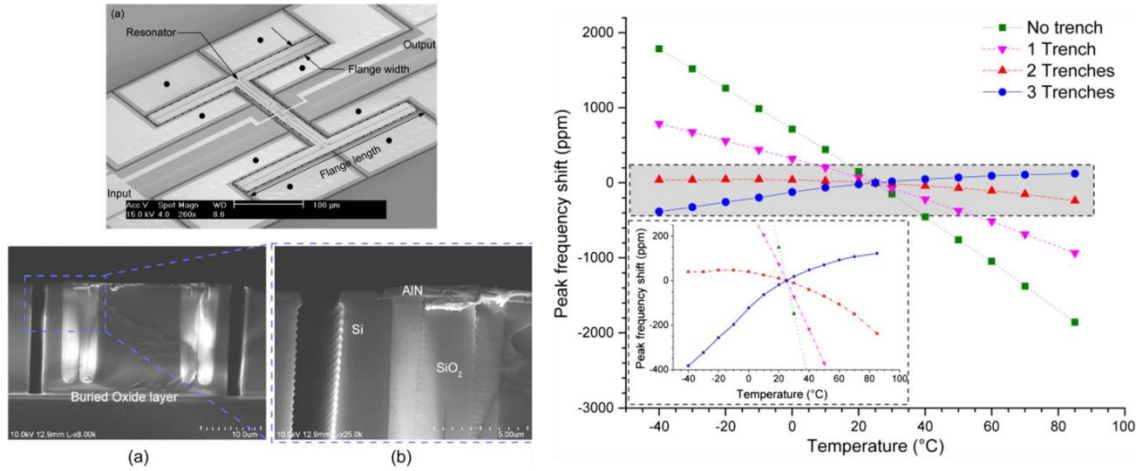 (a)
Resonator
Output
Flange width
Flange length
Input
Acc.V Spot Magn WD
15.0 kV 4.0 260x 8.6
100 µm
Buried Oxide layer
10.0kV 12.9mm L-x8.00k
10.0um
(a)
AlN
Si
SiO2
10.0kV 12.9mm L-x25.0k
5.00um
(b)
No trench
1 Trench
2 Trenches
3 Trenches
Peak frequency shift (ppm)
2000
1000
0
-1000
-2000
-3000
-40 -20 0 20 40 60 80 100
Temperature (°C)
Peak frequency shift (ppm)
200
0
-200
-400
-40 -20 0 20 40 60 80 100
Temperature (°C)